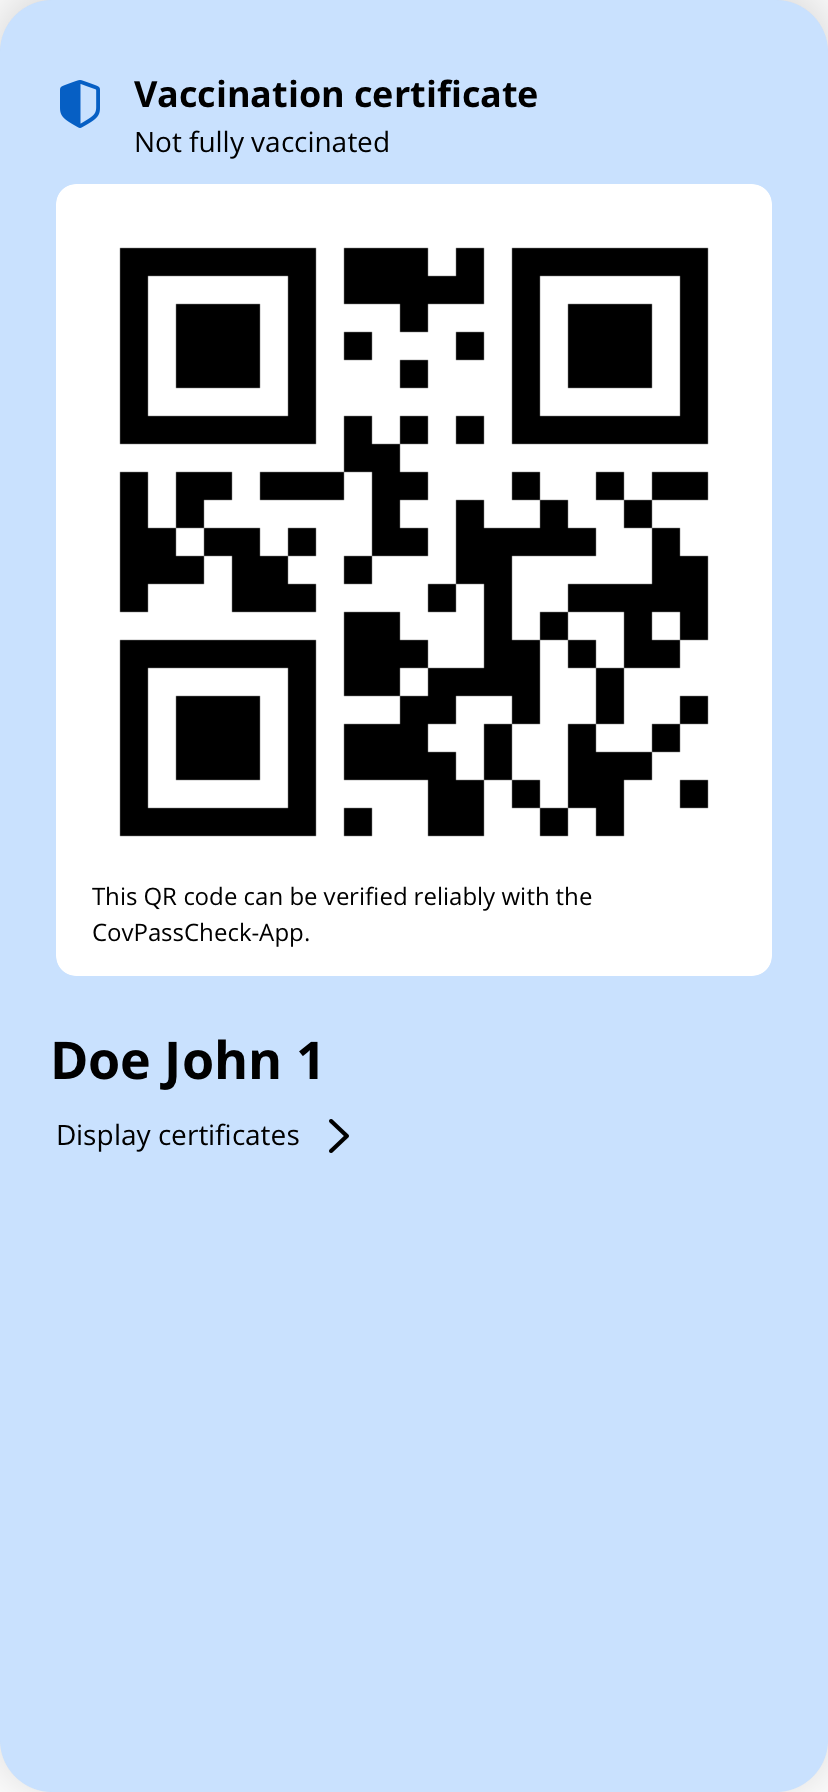 Vaccination certificate
Not fully vaccinated
This QR code can be verified reliably with the
CovPassCheck-App.
Doe John 1
Display certificates